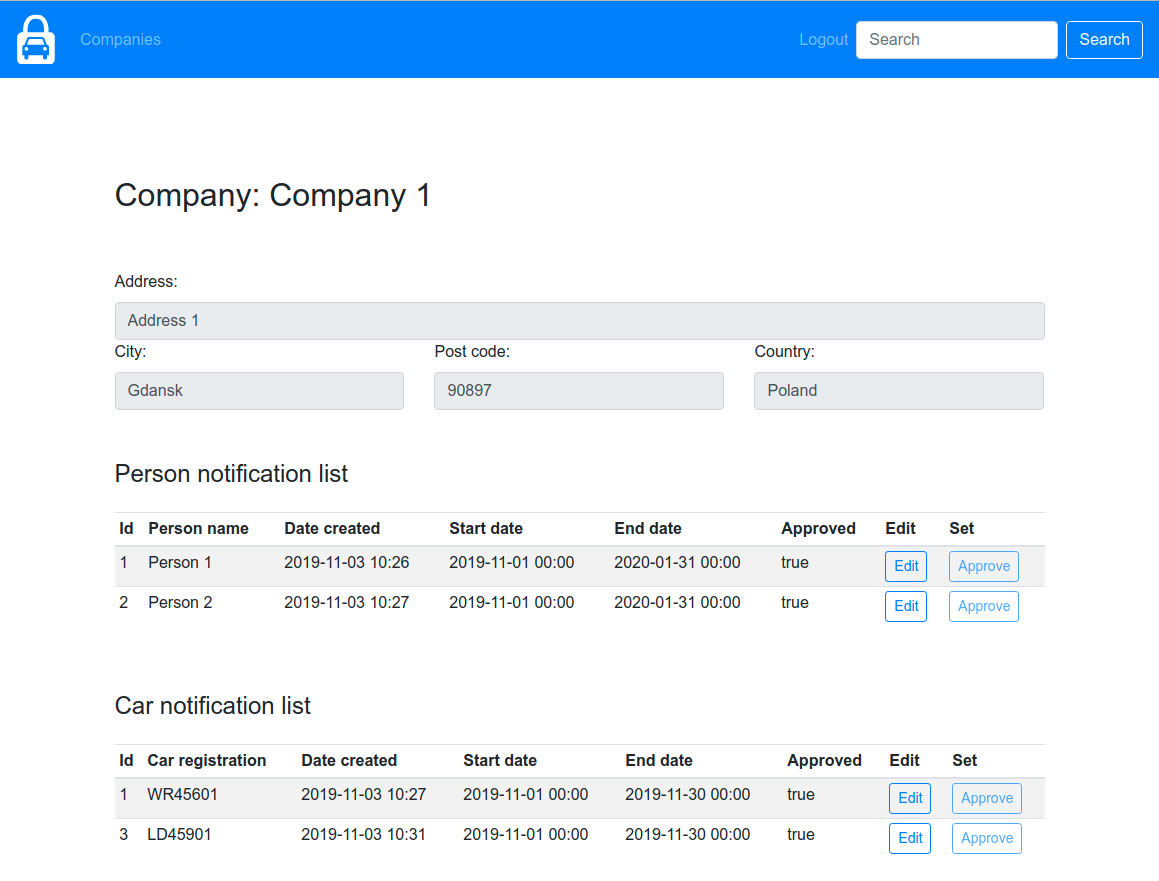 Companies Logout Search Search
Company: Company 1
Address:
Address 1
City: Post code: Country:
Gdansk 90897 Poland
Person notification list
Id Person name Date created Start date End date Approved Edit Set
1 Person 1 2019-11-03 10:26 2019-11-01 00:00 2020-01-31 00:00 true Edit Approve
2 Person 2 2019-11-03 10:27 2019-11-01 00:00 2020-01-31 00:00 true Edit Approve
Car notification list
Id Car registration Date created Start date End date Approved Edit Set
1 WR45601 2019-11-03 10:27 2019-11-01 00:00 2019-11-30 00:00 true Edit Approve
3 LD45901 2019-11-03 10:31 2019-11-01 00:00 2019-11-30 00:00 true Edit Approve